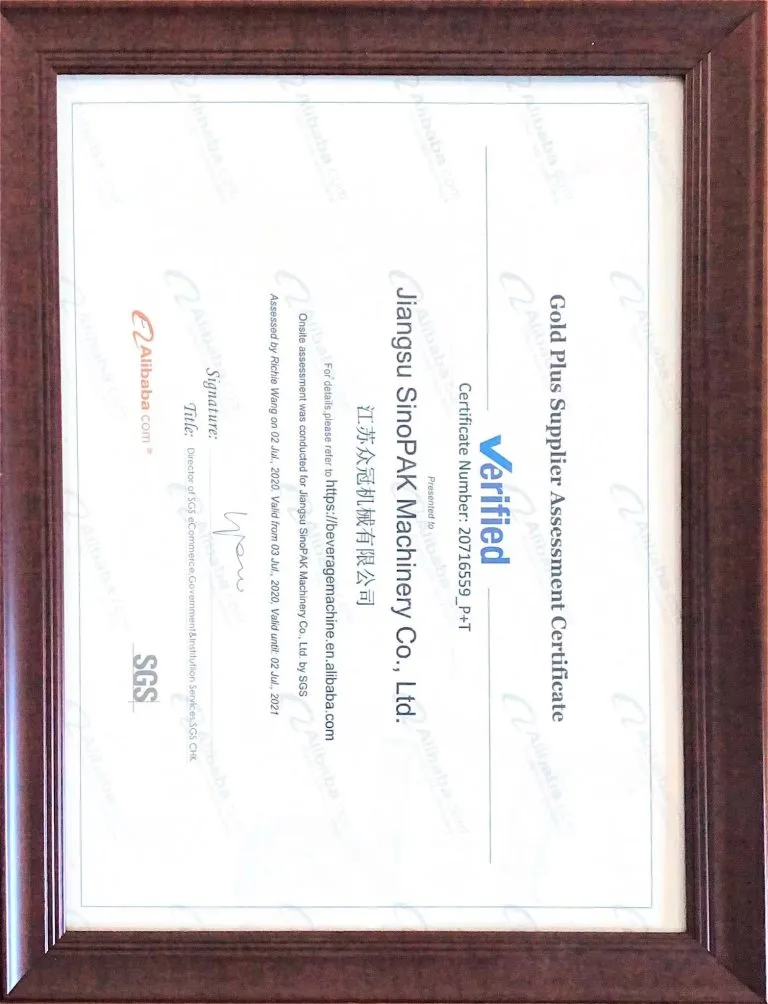 Gold Plus Supplier Assessment Certificate
Verified
Certificate Number: 20716559_P+T
Presented to
Jiangsu SinoPAK Machinery Co., Ltd.
江苏众冠机械有限公司
For details,please refer to https://beveragemachine.en.alibaba.com
Onsite assessment was conducted for Jiangsu SinoPAK Machinery Co., Ltd. by SGS
Assessed by Richie Wang on 02 Jul., 2020, Valid from 03 Jul., 2020, Valid until: 02 Jul., 2021
Signature:
Title: Director of SGS eCommerce,Government&Institution Services,SGS CHK
Alibaba.com®
SGS